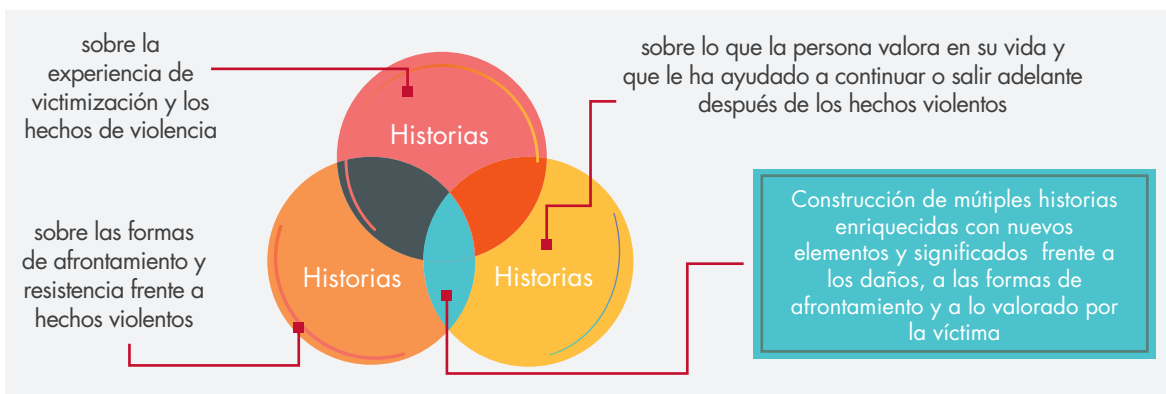 sobre la
experiencia de
victimización y los
hechos de violencia
sobre lo que la persona valora en su vida y
que le ha ayudado a continuar o salir adelante
después de los hechos violentos
Historias
sobre las formas
de afrontamiento y
resistencia frente a
hechos violentos
Historias
Historias
Construcción de mútiples historias
enriquecidas con nuevos
elementos y significados frente a
los daños, a las formas de
afrontamiento y a lo valorado por
la víctima